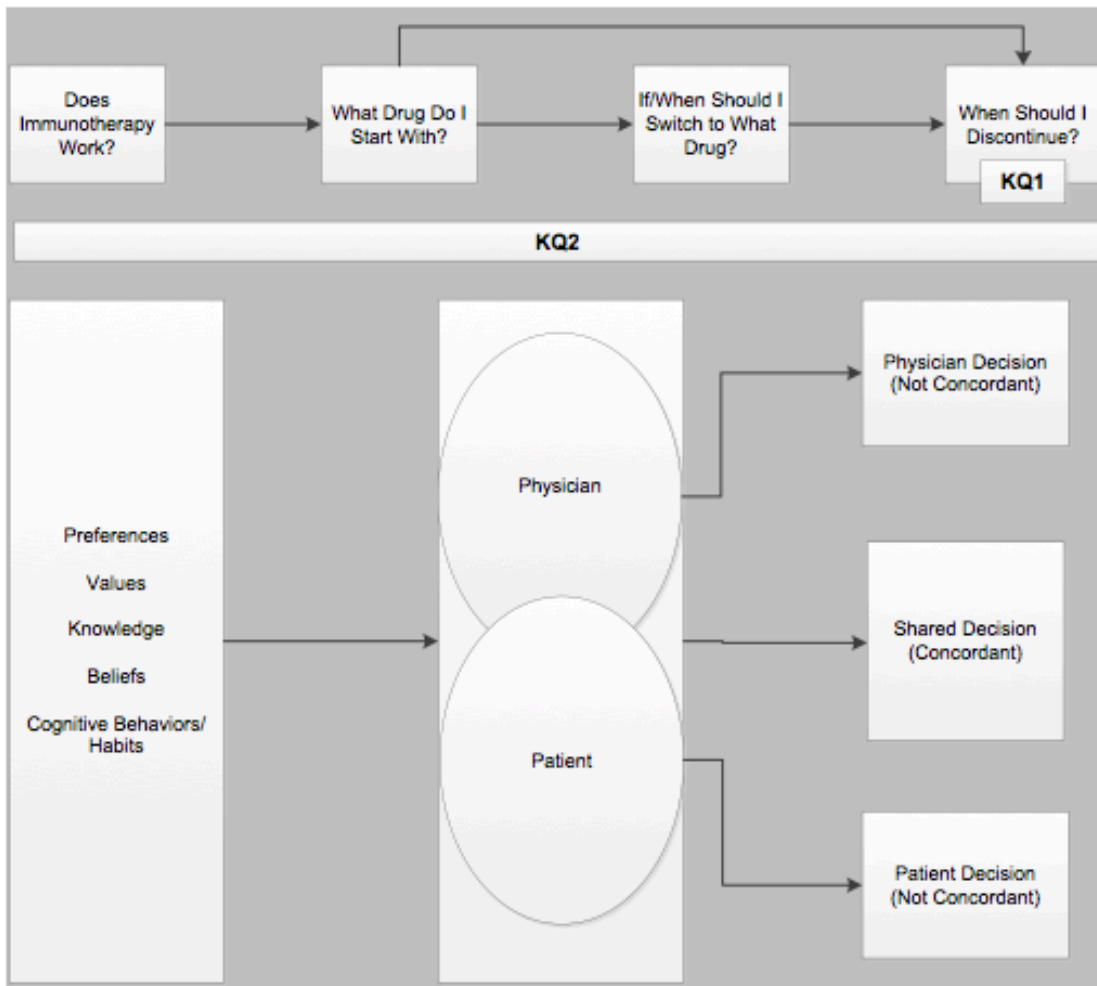 Does
Immunotherapy
Work?
What Drug Do I
Start With?
If/When Should I
Switch to What
Drug?
When Should I
Discontinue?
KQ1
KQ2
Preferences
Values
Knowledge
Beliefs
Cognitive Behaviors/
Habits
Physician
Patient
Physician Decision
(Not Concordant)
Shared Decision
(Concordant)
Patient Decision
(Not Concordant)